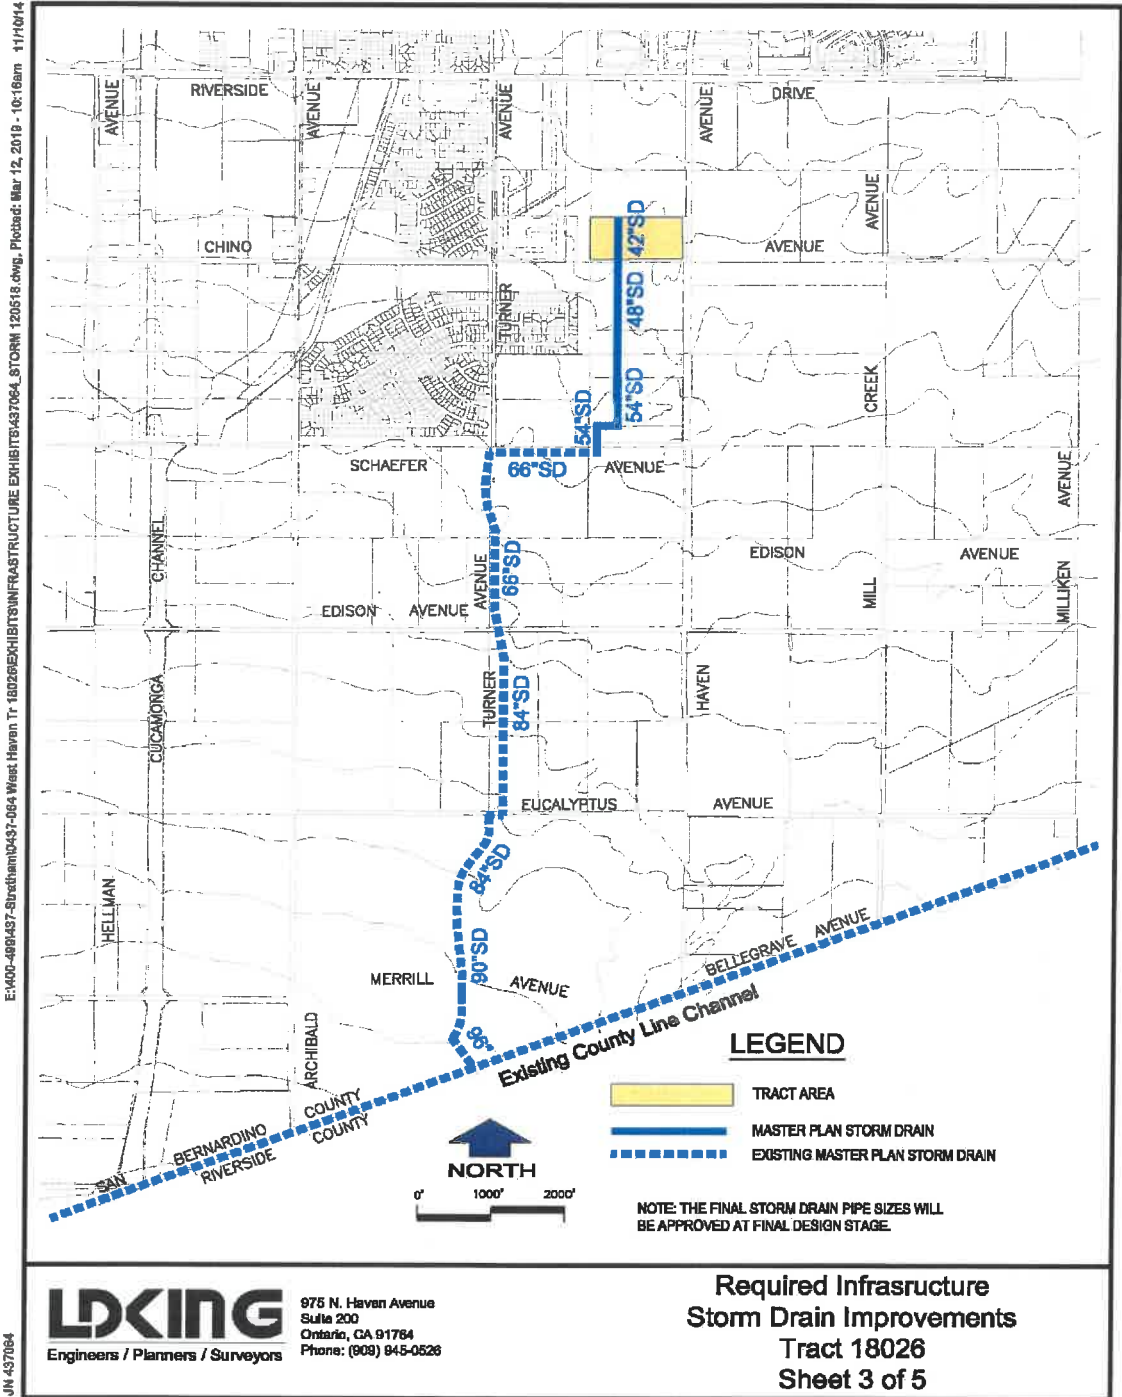 E:\400-499\437-Stratham\0437-064 West Haven Tr 18026\EXHIBITS\INFRASTRUCTURE EXHIBITS\437064_STORM 120518.dwg, Plotted: Mar 12, 2019 - 10:16am 11/10/14
JN 437064
RIVERSIDE
DRIVE
AVENUE
AVENUE
AVENUE
AVENUE
AVENUE
CHINO
AVENUE
42"SD
48"SD
TURNER
54"SD
54"SD
CREEK
SCHAEFER
66"SD
AVENUE
AVENUE
CHANNEL
66"SD
AVENUE
EDISON
AVENUE
EDISON
AVENUE
MILL
MILLIKEN
CUCAMONGA
TURNER
84"SD
HAVEN
EUCALYPTUS
AVENUE
84"SD
HELLMAN
90"SD
MERRILL
AVENUE
BELLEGRAVE AVENUE
96"
Existing County Line Channel
ARCHIBALD
SAN BERNARDINO COUNTY
RIVERSIDE COUNTY
LEGEND
TRACT AREA
MASTER PLAN STORM DRAIN
EXISTING MASTER PLAN STORM DRAIN
NORTH
0' 1000' 2000'
NOTE: THE FINAL STORM DRAIN PIPE SIZES WILL
BE APPROVED AT FINAL DESIGN STAGE.
LDKING
Engineers / Planners / Surveyors
975 N. Haven Avenue
Suite 200
Ontario, CA 91764
Phone: (909) 945-0526
Required Infrasructure
Storm Drain Improvements
Tract 18026
Sheet 3 of 5